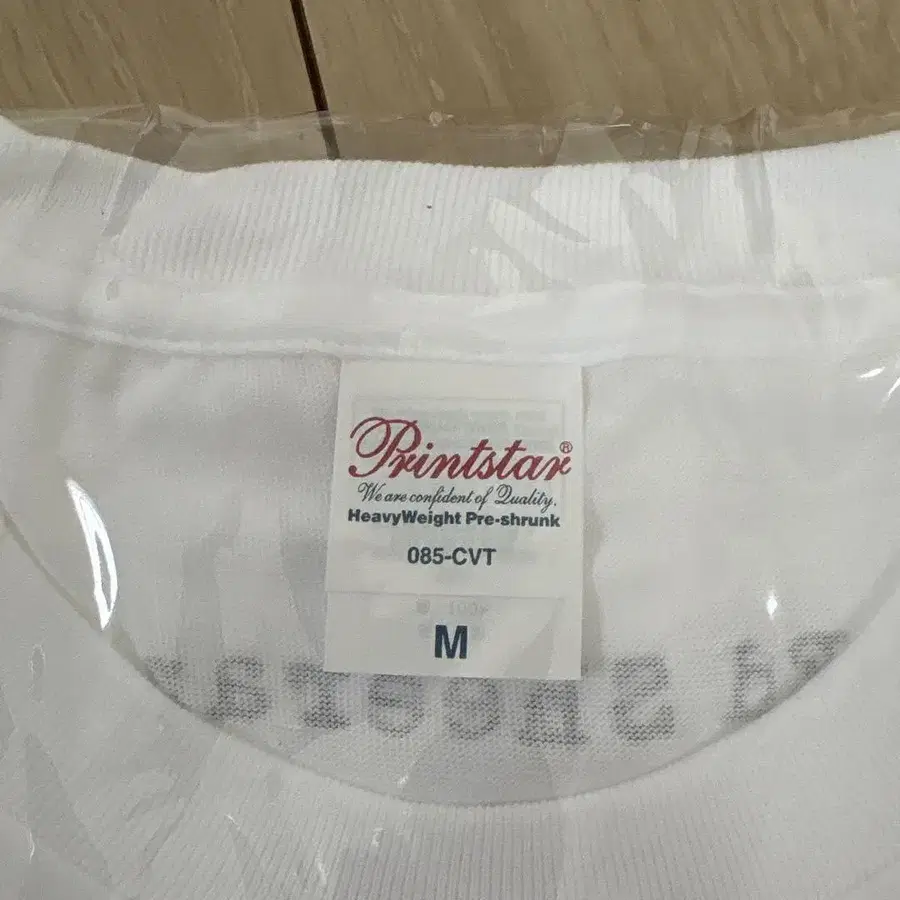 Printstar®
We are confident of Quality.
HeavyWeight Pre-shrunk
085-CVT
M